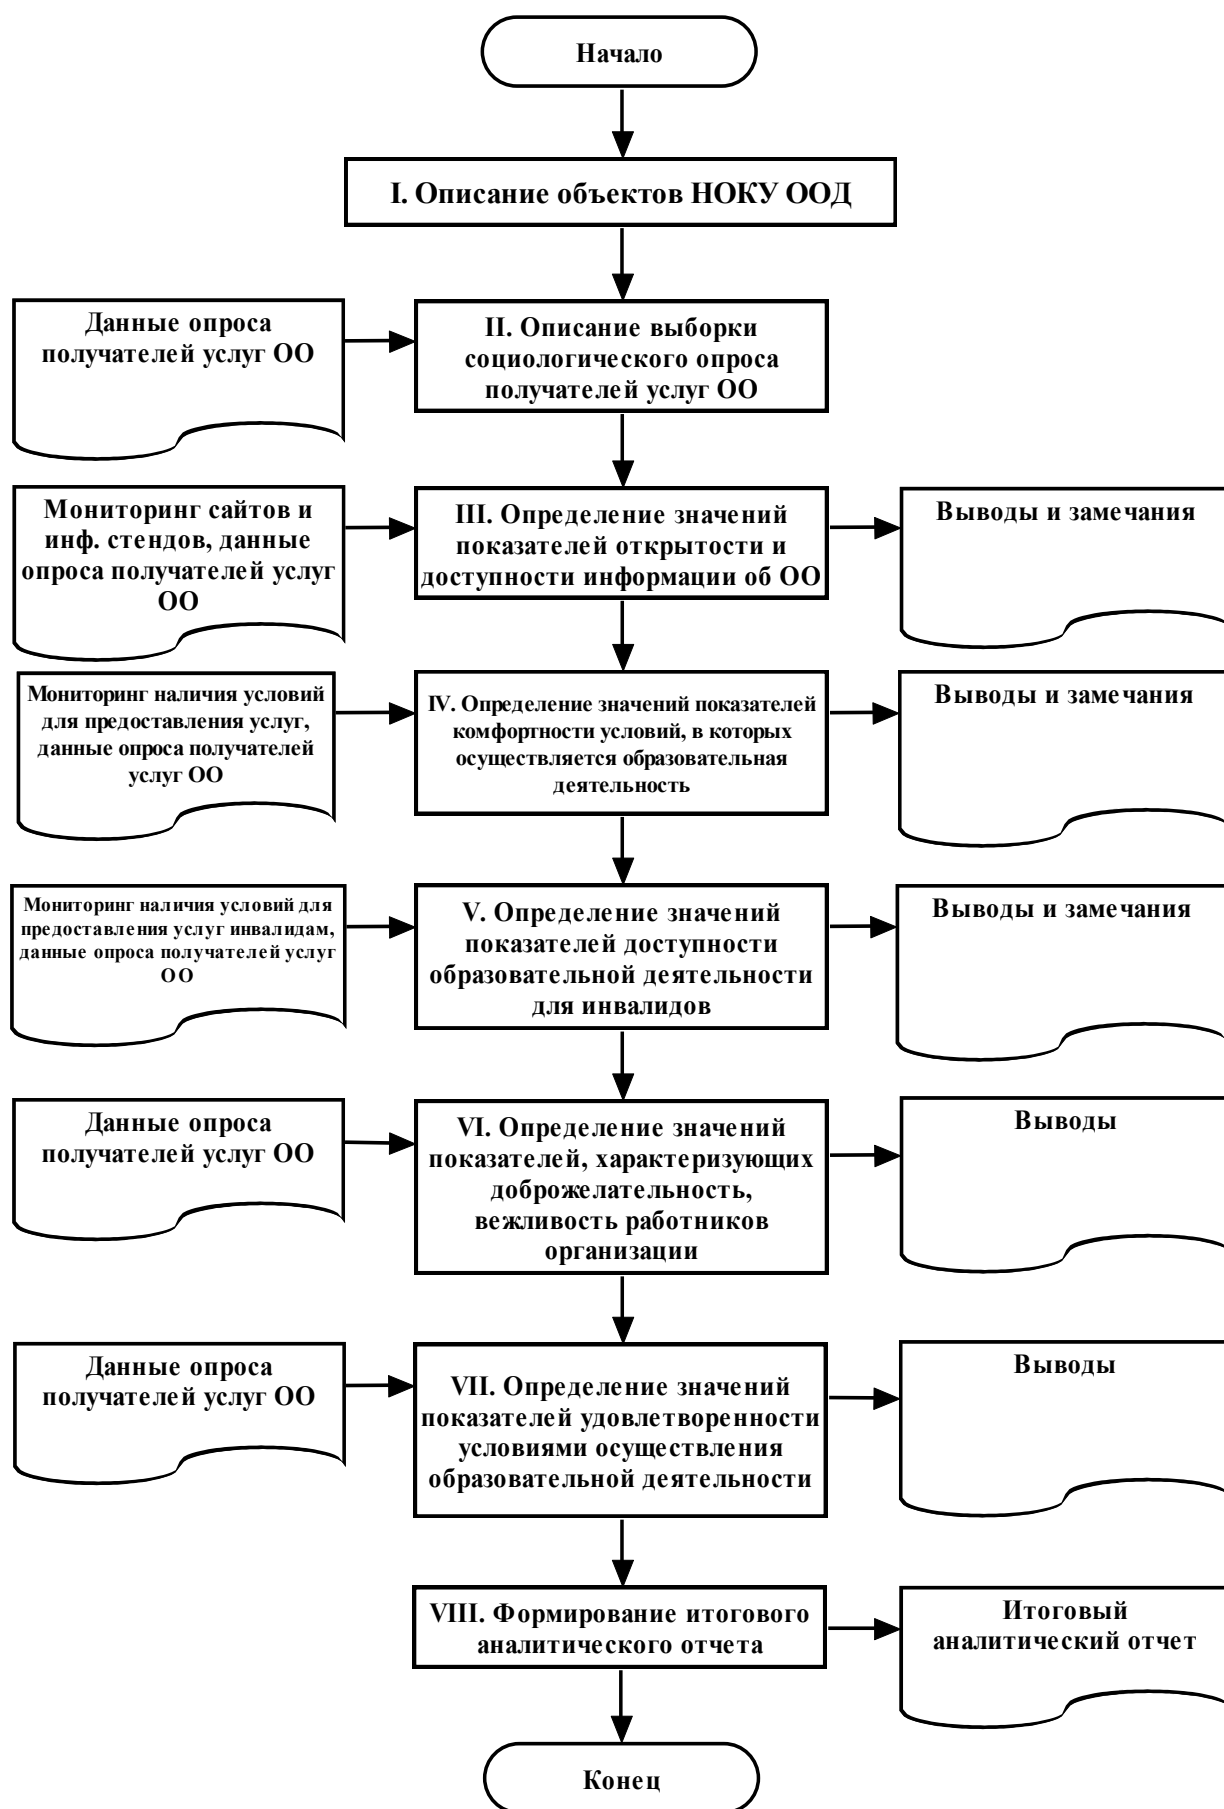 Начало
I. Описание объектов НОКУ ООД
Данные опроса
получателей услуг ОО
II. Описание выборки
социологического опроса
получателей услуг ОО
Мониторинг сайтов и
инф. стендов, данные
опроса получателей услуг
ОО
III. Определение значений
показателей открытости и
доступности информации об ОО
Выводы и замечания
Мониторинг наличия условий
для предоставления услуг,
данные опроса получателей
услуг ОО
IV. Определение значений показателей
комфортности условий, в которых
осуществляется образовательная
деятельность
Выводы и замечания
Мониторинг наличия условий для
предоставления услуг инвалидам,
данные опроса получателей услуг
ОО
V. Определение значений
показателей доступности
образовательной деятельности
для инвалидов
Выводы и замечания
Данные опроса
получателей услуг ОО
VI. Определение значений
показателей, характеризующих
доброжелательность,
вежливость работников
организации
Выводы
Данные опроса
получателей услуг ОО
VII. Определение значений
показателей удовлетворенности
условиями осуществления
образовательной деятельности
Выводы
VIII. Формирование итогового
аналитического отчета
Итоговый
аналитический отчет
Конец